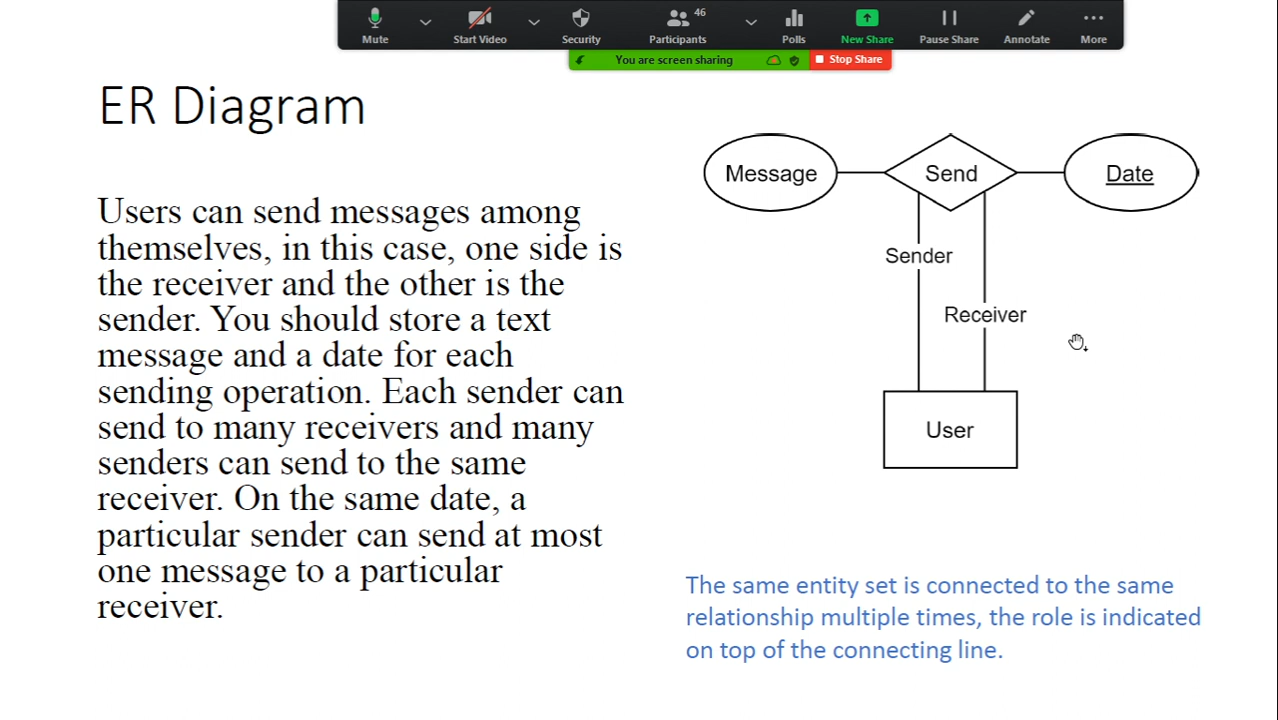 46
Mute
Start Video
Security
Participants
Polls
New Share
Pause Share
Annotate
More
You are screen sharing
Stop Share
ER Diagram
Users can send messages among
themselves, in this case, one side is
the receiver and the other is the
sender. You should store a text
message and a date for each
sending operation. Each sender can
send to many receivers and many
senders can send to the same
receiver. On the same date, a
particular sender can send at most
one message to a particular
receiver.
Message
Send
Date
Sender
Receiver
User
The same entity set is connected to the same
relationship multiple times, the role is indicated
on top of the connecting line.